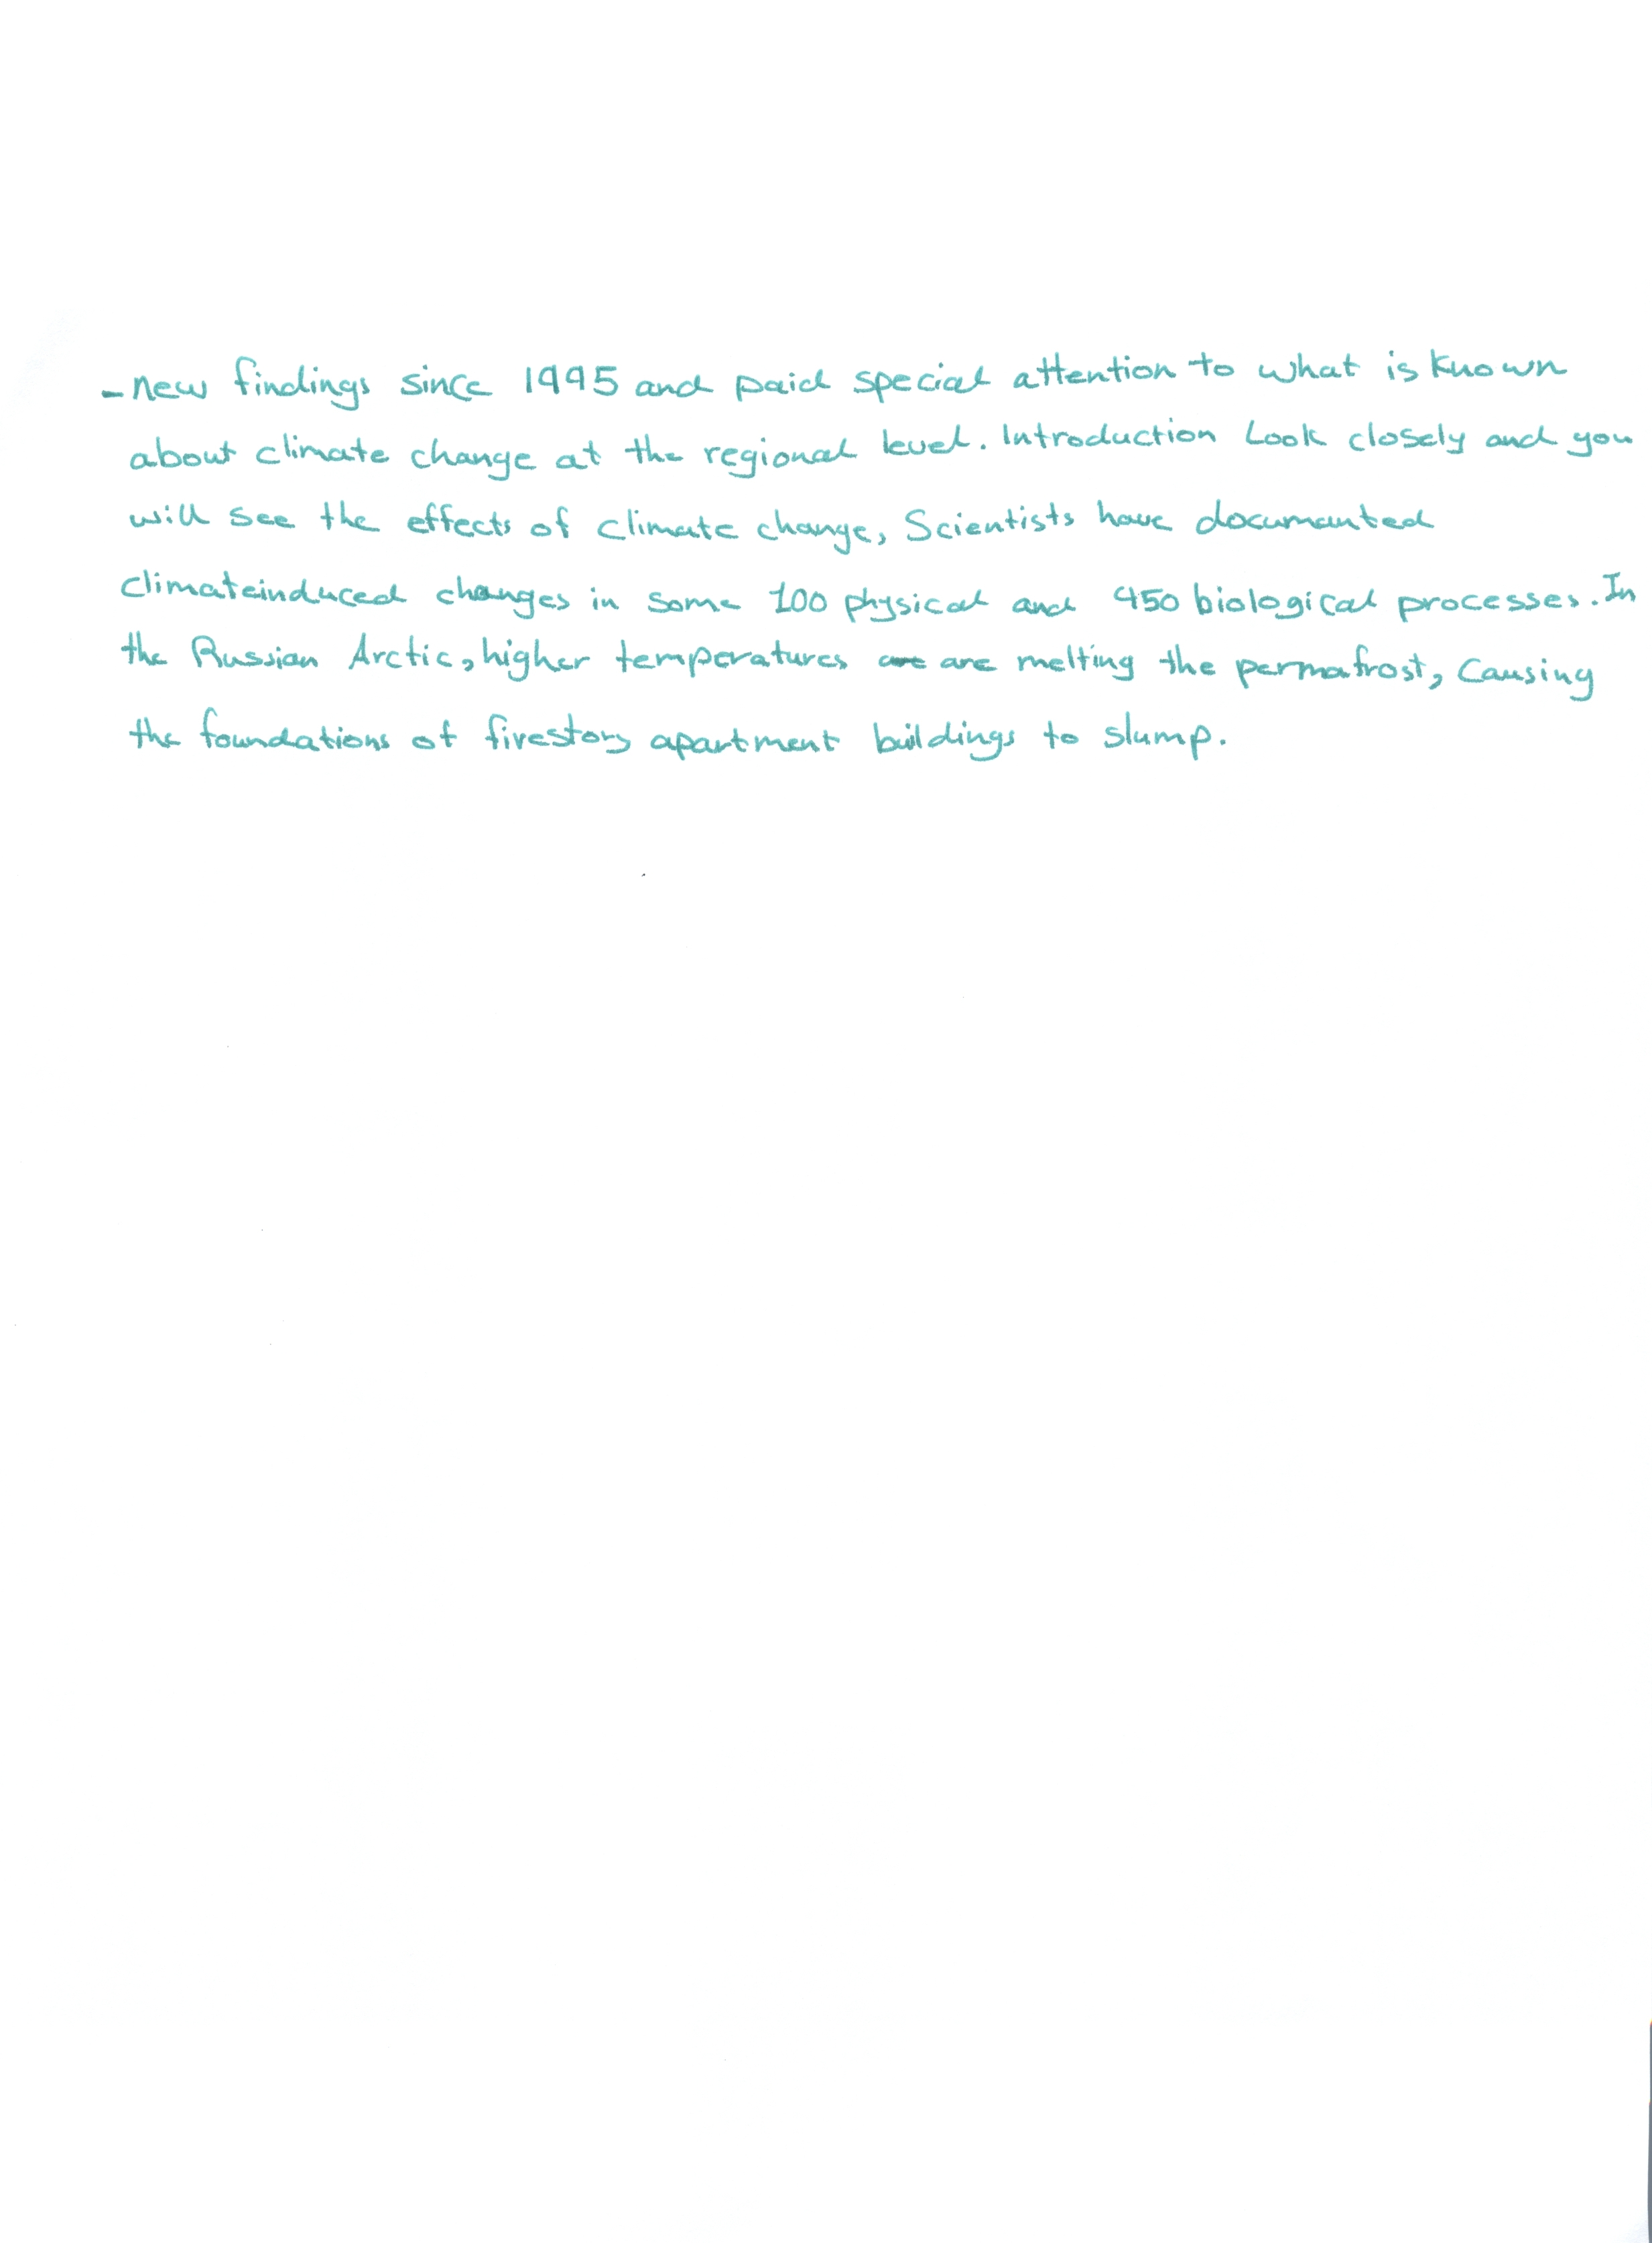 - new findings since 1995 and paid special attention to what is known
about climate change at the regional level. Introduction Look closely and you
will see the effects of climate change, Scientists have documented
climateinduced changes in some 100 physical and 450 biological processes. In
the Russian Arctic, higher temperatures are are melting the permafrost, causing
the foundations of firestory apartment buildings to slump.